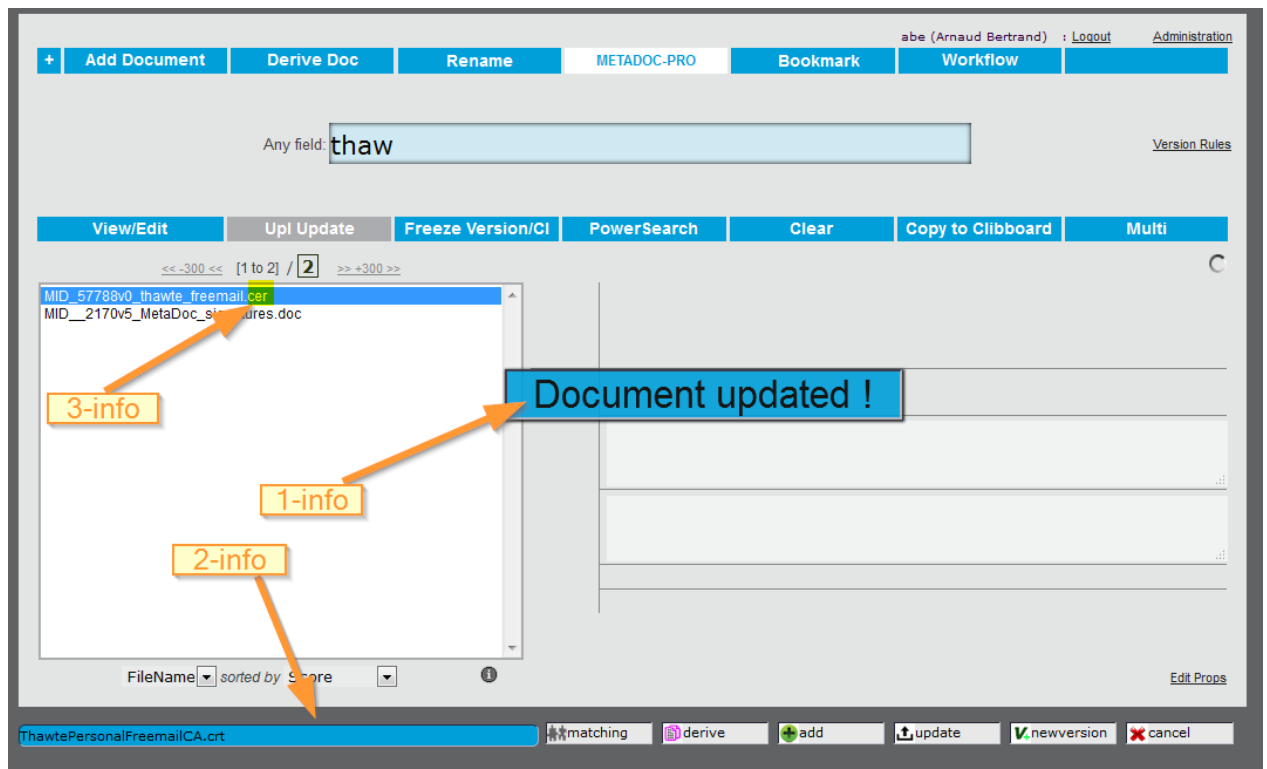 abe (Arnaud Bertrand) : Logout Administration
+ Add Document Derive Doc Rename METADOC-PRO Bookmark Workflow
Any field: thaw
Version Rules
View/Edit Upl Update Freeze Version/CI PowerSearch Clear Copy to Clibboard Multi
<< -300 << [1 to 2] / 2 >> +300 >>
MID_57788v0_thawte_freemail.cer
MID__2170v5_MetaDoc_signatures.doc
Document updated !
3-info
1-info
2-info
FileName sorted by Score
Edit Props
ThawtePersonalFreemailCA.crt matching derive add update newversion cancel